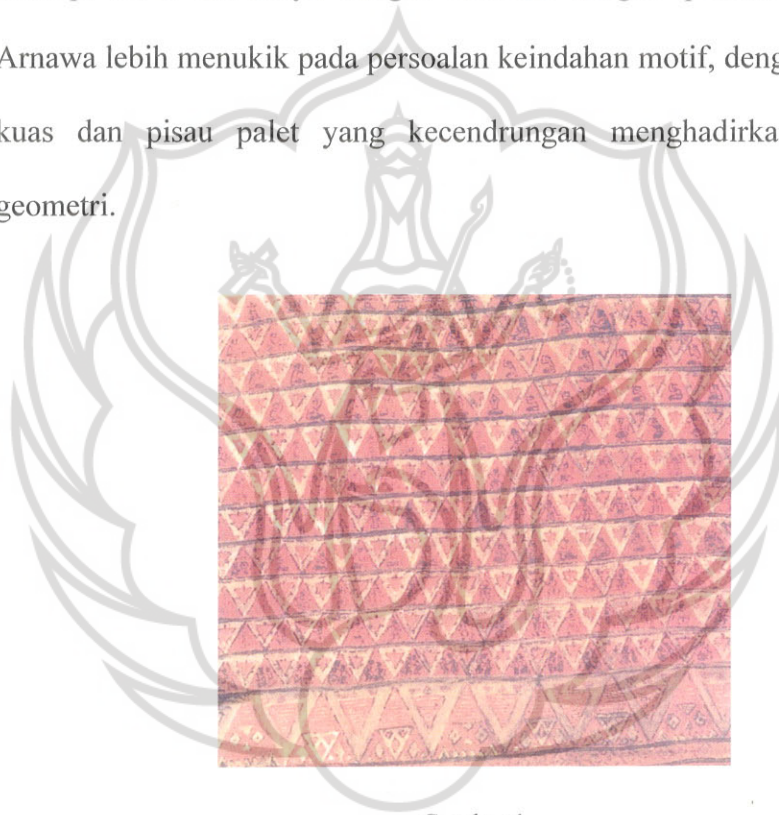 Arnawa lebih menukik pada persoalan keindahan motif, deng
kuas dan pisau palet yang kecendrungan menghadirka
geometri.